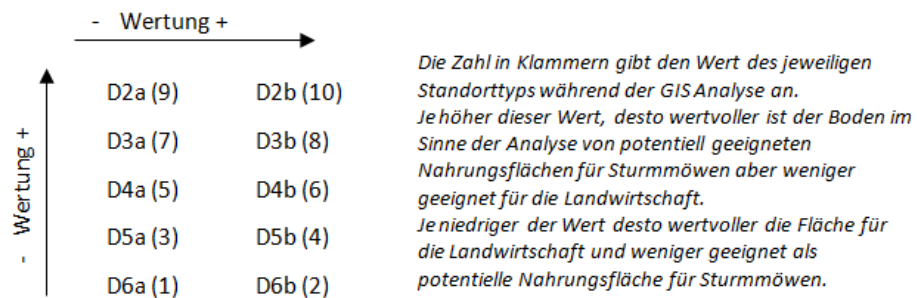 - Wertung +
- Wertung +
D2a (9) D2b (10)
D3a (7) D3b (8)
D4a (5) D4b (6)
D5a (3) D5b (4)
D6a (1) D6b (2)
Die Zahl in Klammern gibt den Wert des jeweiligen
Standorttyps während der GIS Analyse an.
Je höher dieser Wert, desto wertvoller ist der Boden im
Sinne der Analyse von potentiell geeigneten
Nahrungsflächen für Sturmmöwen aber weniger
geeignet für die Landwirtschaft.
Je niedriger der Wert desto wertvoller die Fläche für
die Landwirtschaft und weniger geeignet als
potentielle Nahrungsfläche für Sturmmöwen.